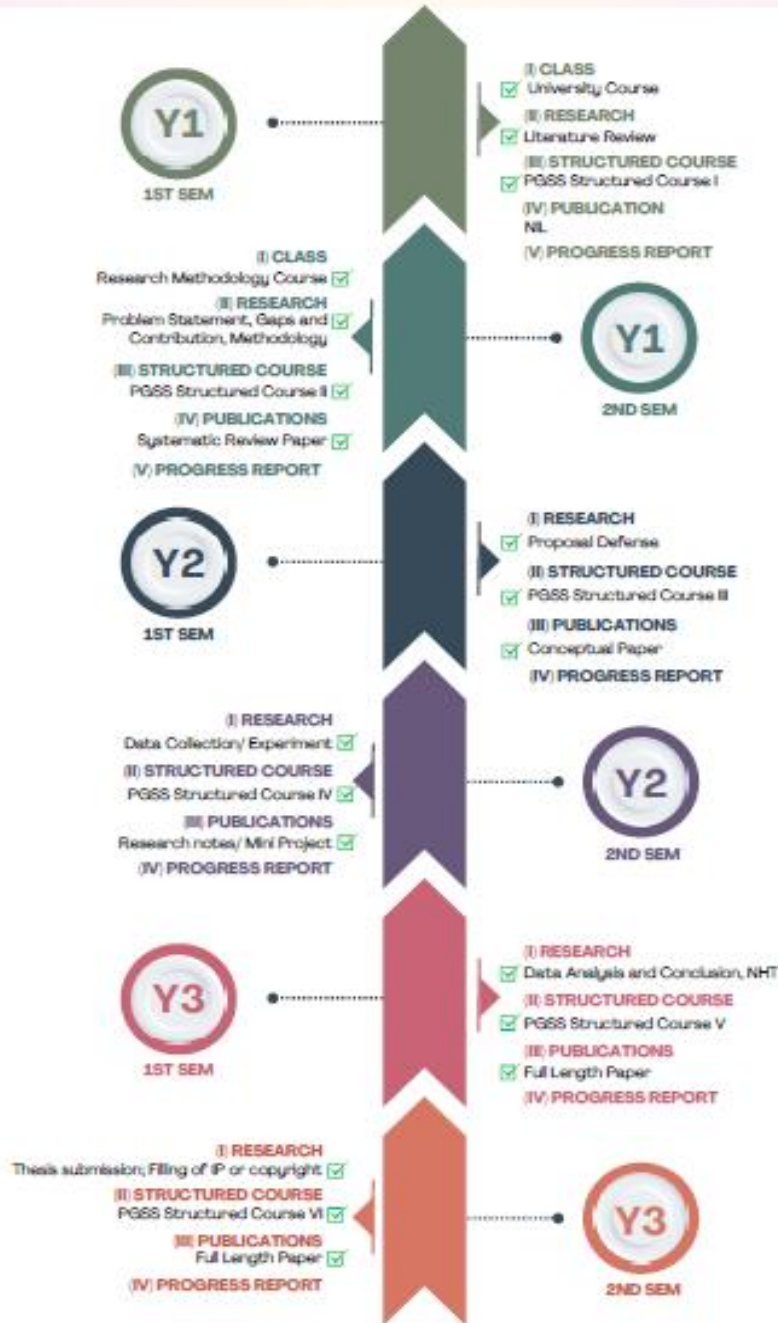 Y1
1ST SEM
(I) CLASS
University Course
(II) RESEARCH
Literature Review
(III) STRUCTURED COURSE
PGSS Structured Course I
(IV) PUBLICATION
NIL
(V) PROGRESS REPORT
(I) CLASS
Research Methodology Course
(II) RESEARCH
Problem Statement, Gaps and
Contribution, Methodology
(III) STRUCTURED COURSE
PGSS Structured Course II
(IV) PUBLICATIONS
Systematic Review Paper
(V) PROGRESS REPORT
Y1
2ND SEM
Y2
1ST SEM
(I) RESEARCH
Proposal Defense
(II) STRUCTURED COURSE
PGSS Structured Course III
(III) PUBLICATIONS
Conceptual Paper
(IV) PROGRESS REPORT
(I) RESEARCH
Data Collection/ Experiment
(II) STRUCTURED COURSE
PGSS Structured Course IV
(III) PUBLICATIONS
Research notes/ Mini Project
(IV) PROGRESS REPORT
Y2
2ND SEM
Y3
1ST SEM
(I) RESEARCH
Data Analysis and Conclusion, NHT
(II) STRUCTURED COURSE
PGSS Structured Course V
(III) PUBLICATIONS
Full Length Paper
(IV) PROGRESS REPORT
(I) RESEARCH
Thesis submission; Filling of IP or copyright
(II) STRUCTURED COURSE
PGSS Structured Course VI
(III) PUBLICATIONS
Full Length Paper
(IV) PROGRESS REPORT
Y3
2ND SEM